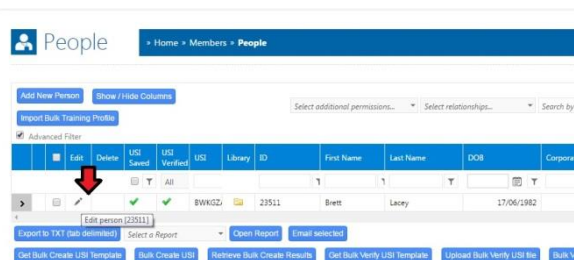 People » Home » Members » People
Add New Person Show / Hide Columns
Select additional permissions... Select relationships... Search by
Import Bulk Training Profile
Advanced Filter
Edit Delete USI Saved USI Verified USI Library ID First Name Last Name DOB Corpora
All
BWKGZ 23511 Brett Lacey 17/06/1982
Edit person [23511]
Export to TXT (tab delimited) Select a Report Open Report Email selected
Get Bulk Create USI Template Bulk Create USI Retrieve Bulk Create Results Get Bulk Verify USI Template Upload Bulk Verify USI file Bulk V